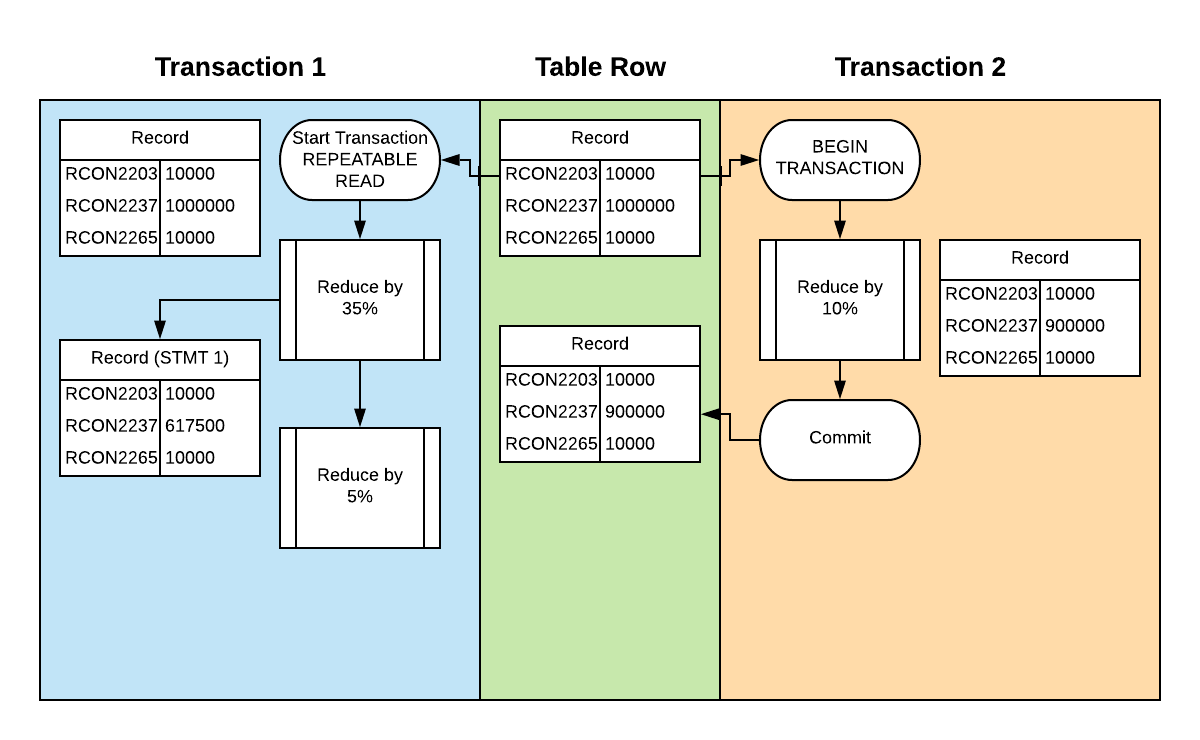 Transaction 1
Table Row
Transaction 2
Record
RCON2203 10000
RCON2237 1000000
RCON2265 10000
Start Transaction
REPEATABLE
READ
Record
RCON2203 10000
RCON2237 1000000
RCON2265 10000
BEGIN
TRANSACTION
Reduce by
35%
Reduce by
10%
Record
RCON2203 10000
RCON2237 900000
RCON2265 10000
Record (STMT 1)
RCON2203 10000
RCON2237 617500
RCON2265 10000
Record
RCON2203 10000
RCON2237 900000
RCON2265 10000
Commit
Reduce by
5%